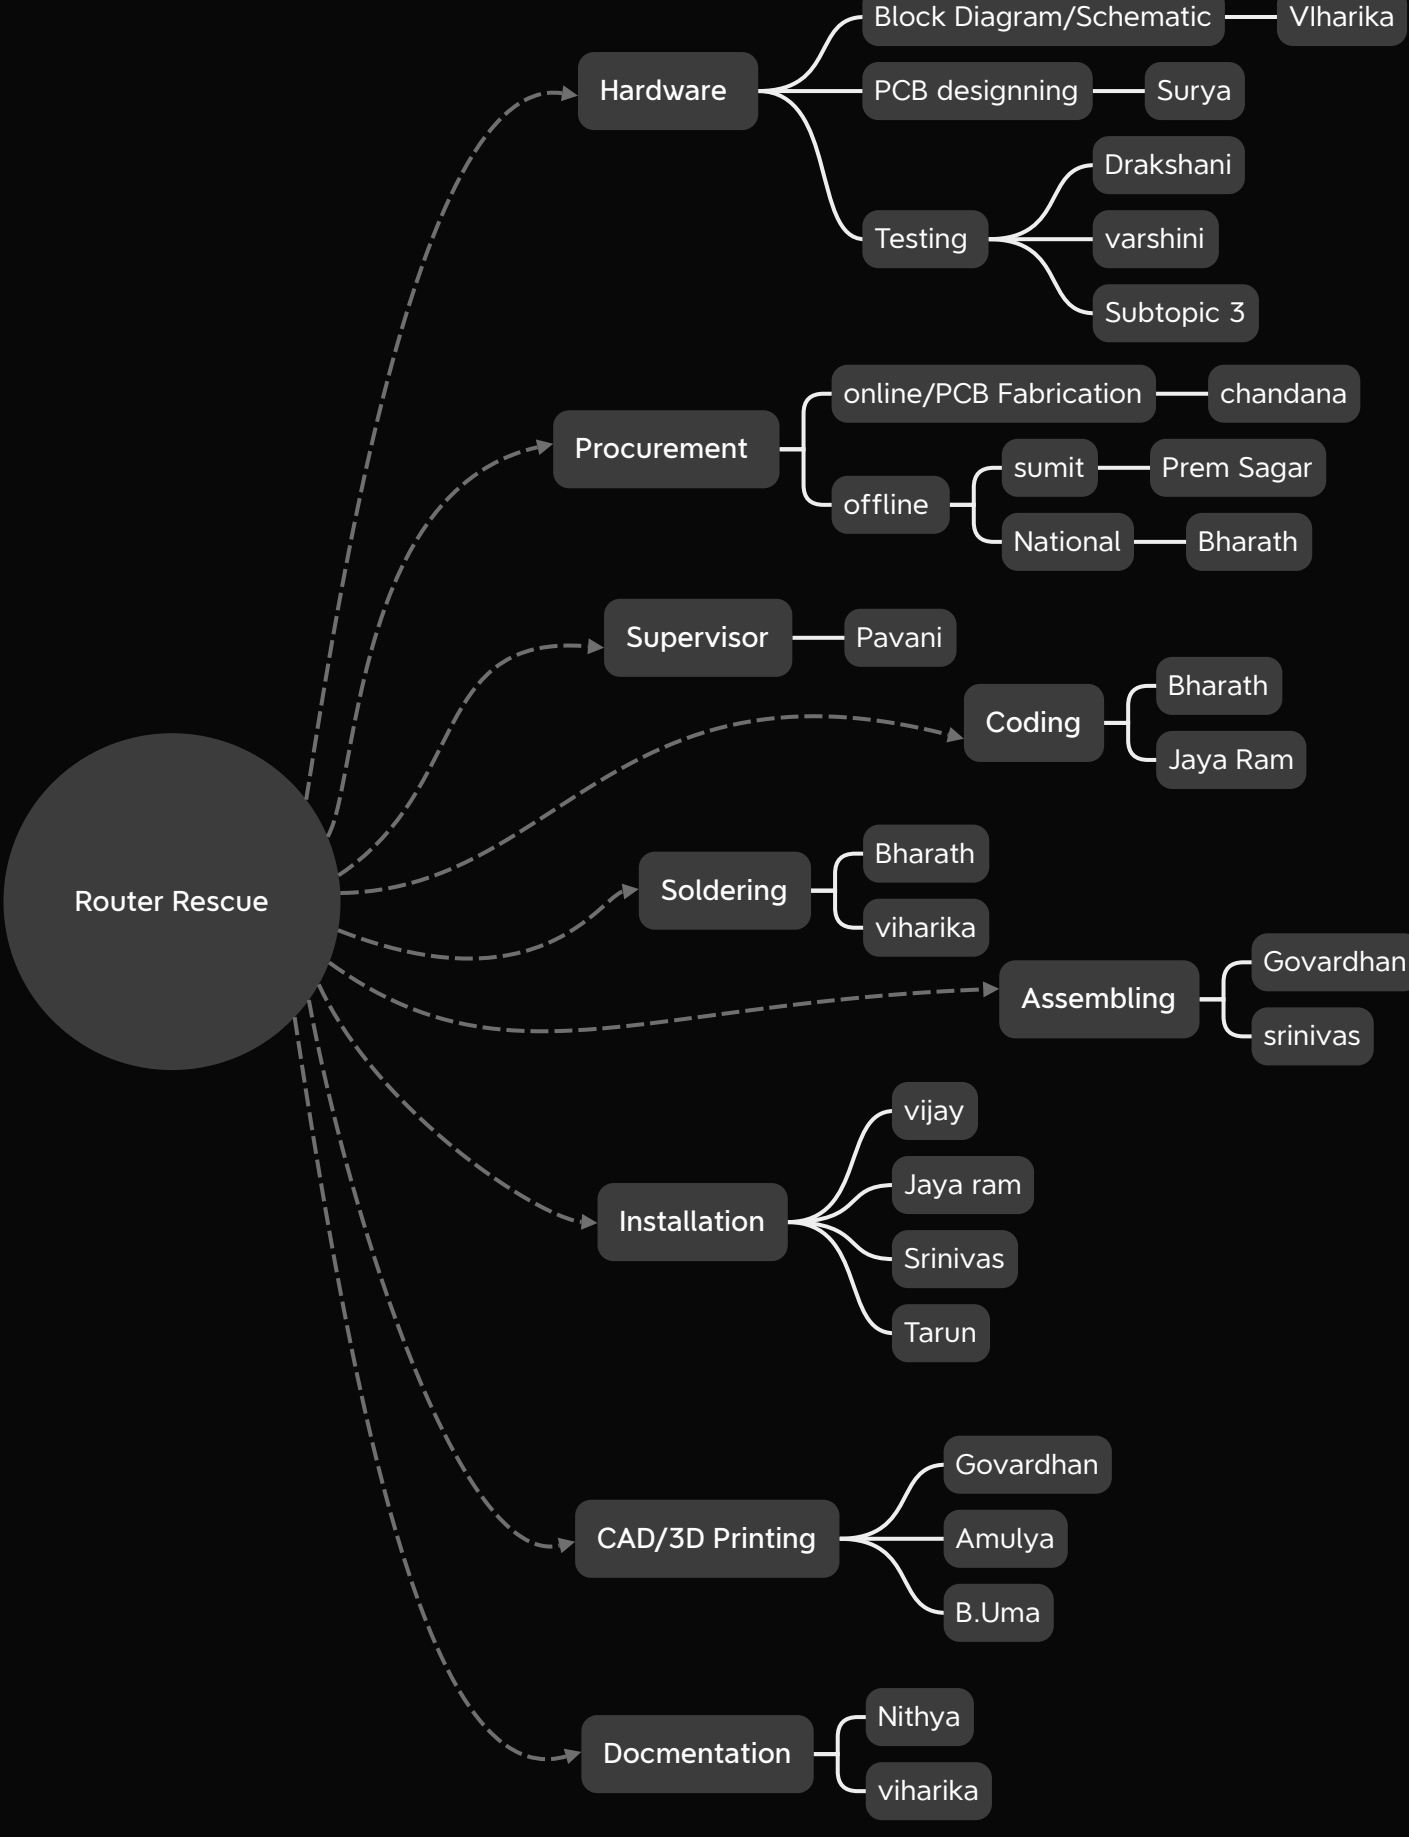 Block Diagram/Schematic
VIharika
Hardware
PCB designning
Surya
Drakshani
Testing
varshini
Subtopic 3
online/PCB Fabrication
chandana
Procurement
sumit
Prem Sagar
offline
National
Bharath
Supervisor
Pavani
Coding
Bharath
Jaya Ram
Router Rescue
Soldering
Bharath
viharika
Assembling
Govardhan
srinivas
Installation
vijay
Jaya ram
Srinivas
Tarun
CAD/3D Printing
Govardhan
Amulya
B.Uma
Docmentation
Nithya
viharika